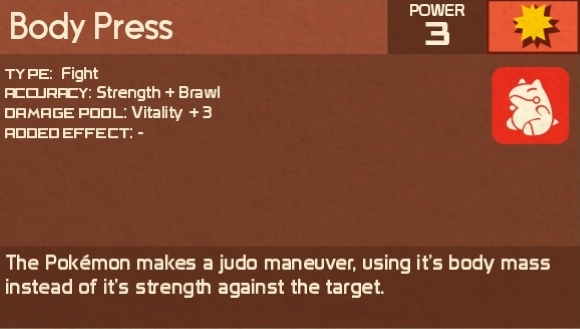 Body Press
POWER
3
TYPE: Fight
ACCURACY: Strength + Brawl
DAMAGE POOL: Vitality + 3
ADDED EFFECT: -
The Pokémon makes a judo maneuver, using it's body mass
instead of it's strength against the target.